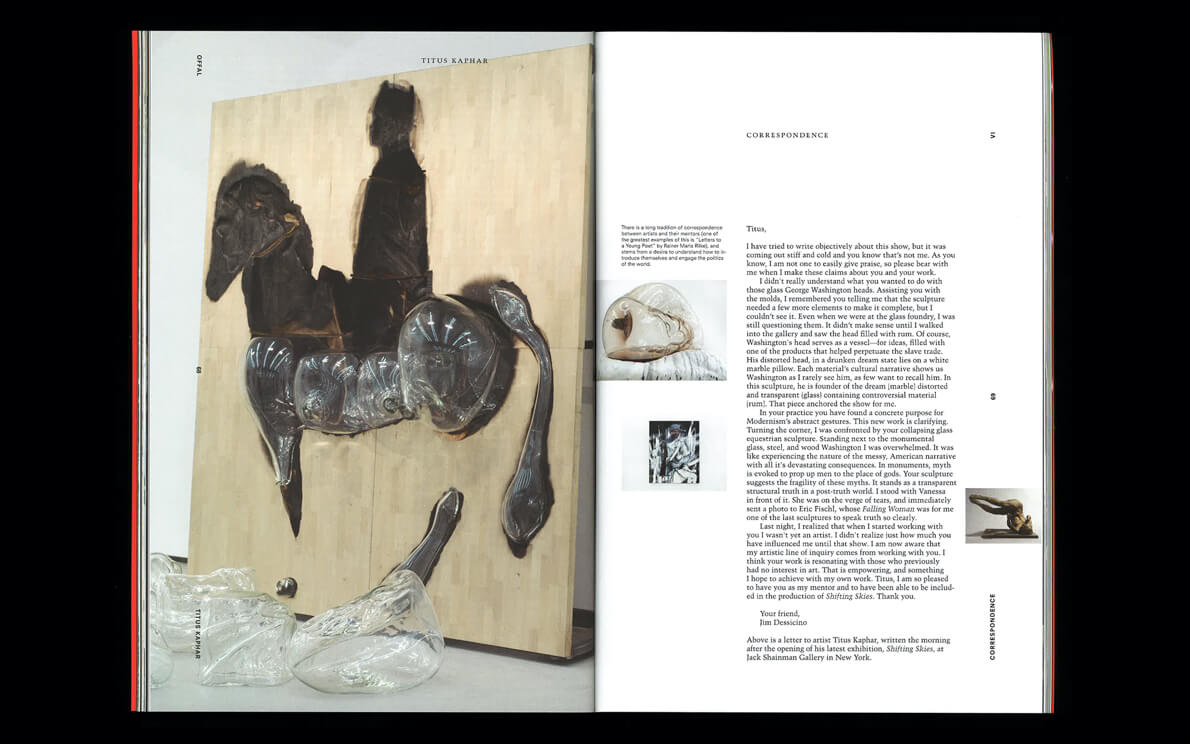 OFFAL
TITUS KAPHAR
68
TITUS KAPHAR
CORRESPONDENCE
VI
There is a long tradition of correspondence
between artists and their mentors (one of
the greatest examples of this is "Letters to
a Young Poet" by Rainer Maria Rilke), and
stems from a desire to understand how to in-
troduce themselves and engage the politics
of the world.
Titus,
I have tried to write objectively about this show, but it was
coming out stiff and cold and you know that's not me. As you
know, I am not one to easily give praise, so please bear with
me when I make these claims about you and your work.
I didn't really understand what you wanted to do with
those glass George Washington heads. Assisting you with
the molds, I remembered you telling me that the sculpture
needed a few more elements to make it complete, but I
couldn't see it. Even when we were at the glass foundry, I was
still questioning them. It didn't make sense until I walked
into the gallery and saw the head filled with rum. Of course,
Washington's head serves as a vessel—for ideas, filled with
one of the products that helped perpetuate the slave trade.
His distorted head, in a drunken dream state lies on a white
marble pillow. Each material's cultural narrative shows us
Washington as I rarely see him, as few want to recall him. In
this sculpture, he is founder of the dream [marble] distorted
and transparent (glass) containing controversial material
(rum). That piece anchored the show for me.
In your practice you have found a concrete purpose for
Modernism's abstract gestures. This new work is clarifying.
Turning the corner, I was confronted by your collapsing glass
equestrian sculpture. Standing next to the monumental
glass, steel, and wood Washington I was overwhelmed. It was
like experiencing the nature of the messy, American narrative
with all it's devastating consequences. In monuments, myth
is evoked to prop up men to the place of gods. Your sculpture
suggests the fragility of these myths. It stands as a transparent
structural truth in a post-truth world. I stood with Vanessa
in front of it. She was on the verge of tears, and immediately
sent a photo to Eric Fischl, whose Falling Woman was for me
one of the last sculptures to speak truth so clearly.
Last night, I realized that when I started working with
you I wasn't yet an artist. I didn't realize just how much you
have influenced me until that show. I am now aware that
my artistic line of inquiry comes from working with you. I
think your work is resonating with those who previously
had no interest in art. That is empowering, and something
I hope to achieve with my own work. Titus, I am so pleased
to have you as my mentor and to have been able to be includ-
ed in the production of Shifting Skies. Thank you.
Your friend,
Jim Dessicino
Above is a letter to artist Titus Kaphar, written the morning
after the opening of his latest exhibition, Shifting Skies, at
Jack Shainman Gallery in New York.
69
CORRESPONDENCE